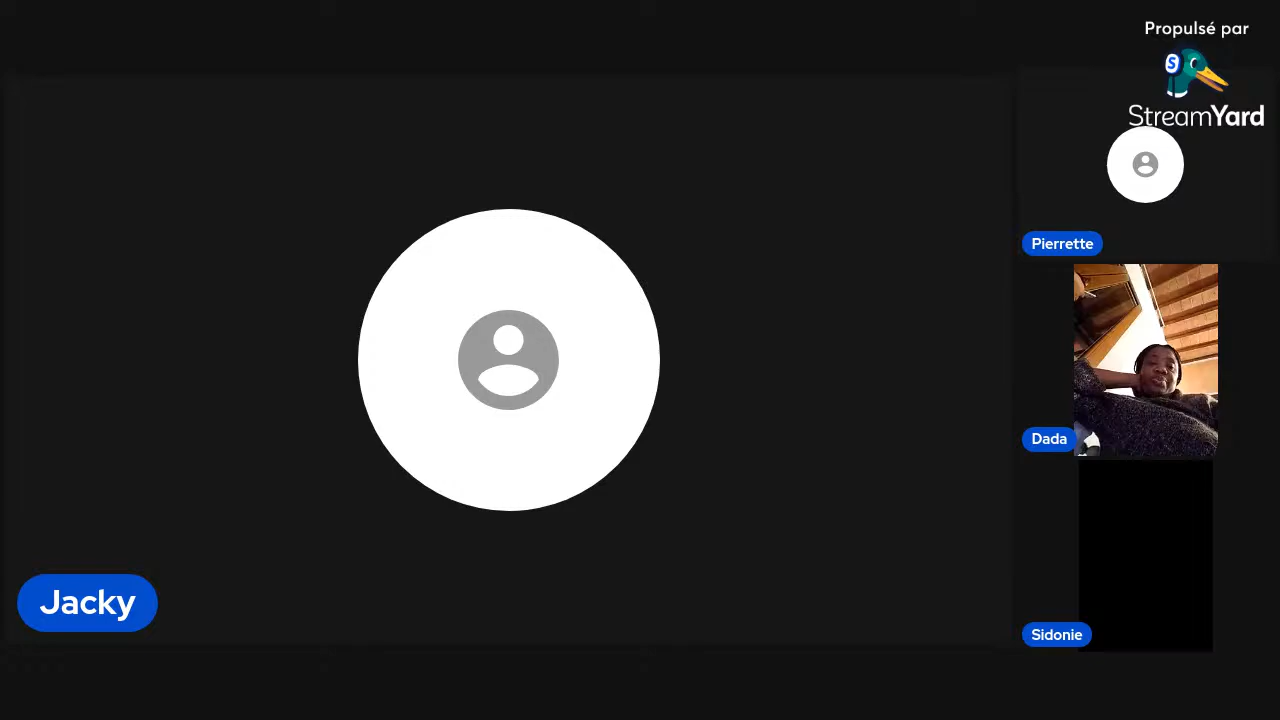 Propulsé par
S
StreamYard
Pierrette
Dada
Jacky
Sidonie